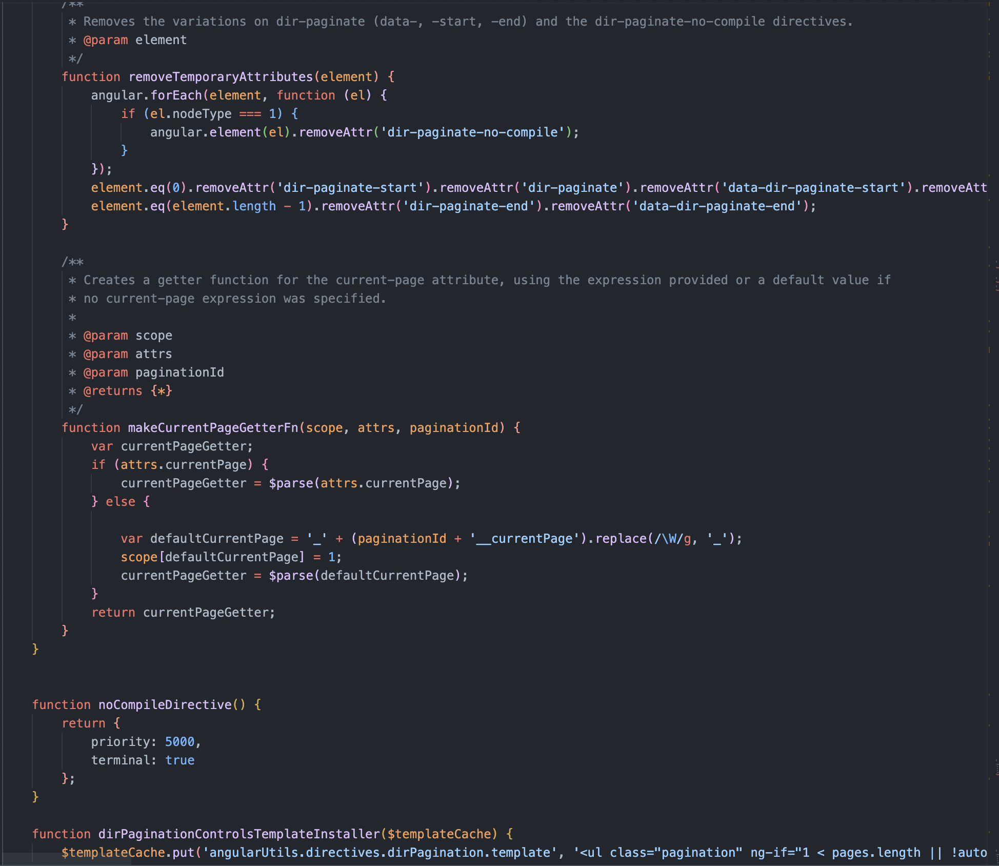 /**
 * Removes the variations on dir-paginate (data-, -start, -end) and the dir-paginate-no-compile directives.
 * @param element
 */
function removeTemporaryAttributes(element) {
    angular.forEach(element, function (el) {
        if (el.nodeType === 1) {
            angular.element(el).removeAttr('dir-paginate-no-compile');
        }
    });
    element.eq(0).removeAttr('dir-paginate-start').removeAttr('dir-paginate').removeAttr('data-dir-paginate-start').removeAtt
    element.eq(element.length - 1).removeAttr('dir-paginate-end').removeAttr('data-dir-paginate-end');
}

/**
 * Creates a getter function for the current-page attribute, using the expression provided or a default value if
 * no current-page expression was specified.
 *
 * @param scope
 * @param attrs
 * @param paginationId
 * @returns {*}
 */
function makeCurrentPageGetterFn(scope, attrs, paginationId) {
    var currentPageGetter;
    if (attrs.currentPage) {
        currentPageGetter = $parse(attrs.currentPage);
    } else {

        var defaultCurrentPage = '_' + (paginationId + '__currentPage').replace(/\W/g, '_');
        scope[defaultCurrentPage] = 1;
        currentPageGetter = $parse(defaultCurrentPage);
    }
    return currentPageGetter;
}
}

function noCompileDirective() {
    return {
        priority: 5000,
        terminal: true
    };
}

function dirPaginationControlsTemplateInstaller($templateCache) {
    $templateCache.put('angularUtils.directives.dirPagination.template', '<ul class="pagination" ng-if="1 < pages.length || !auto